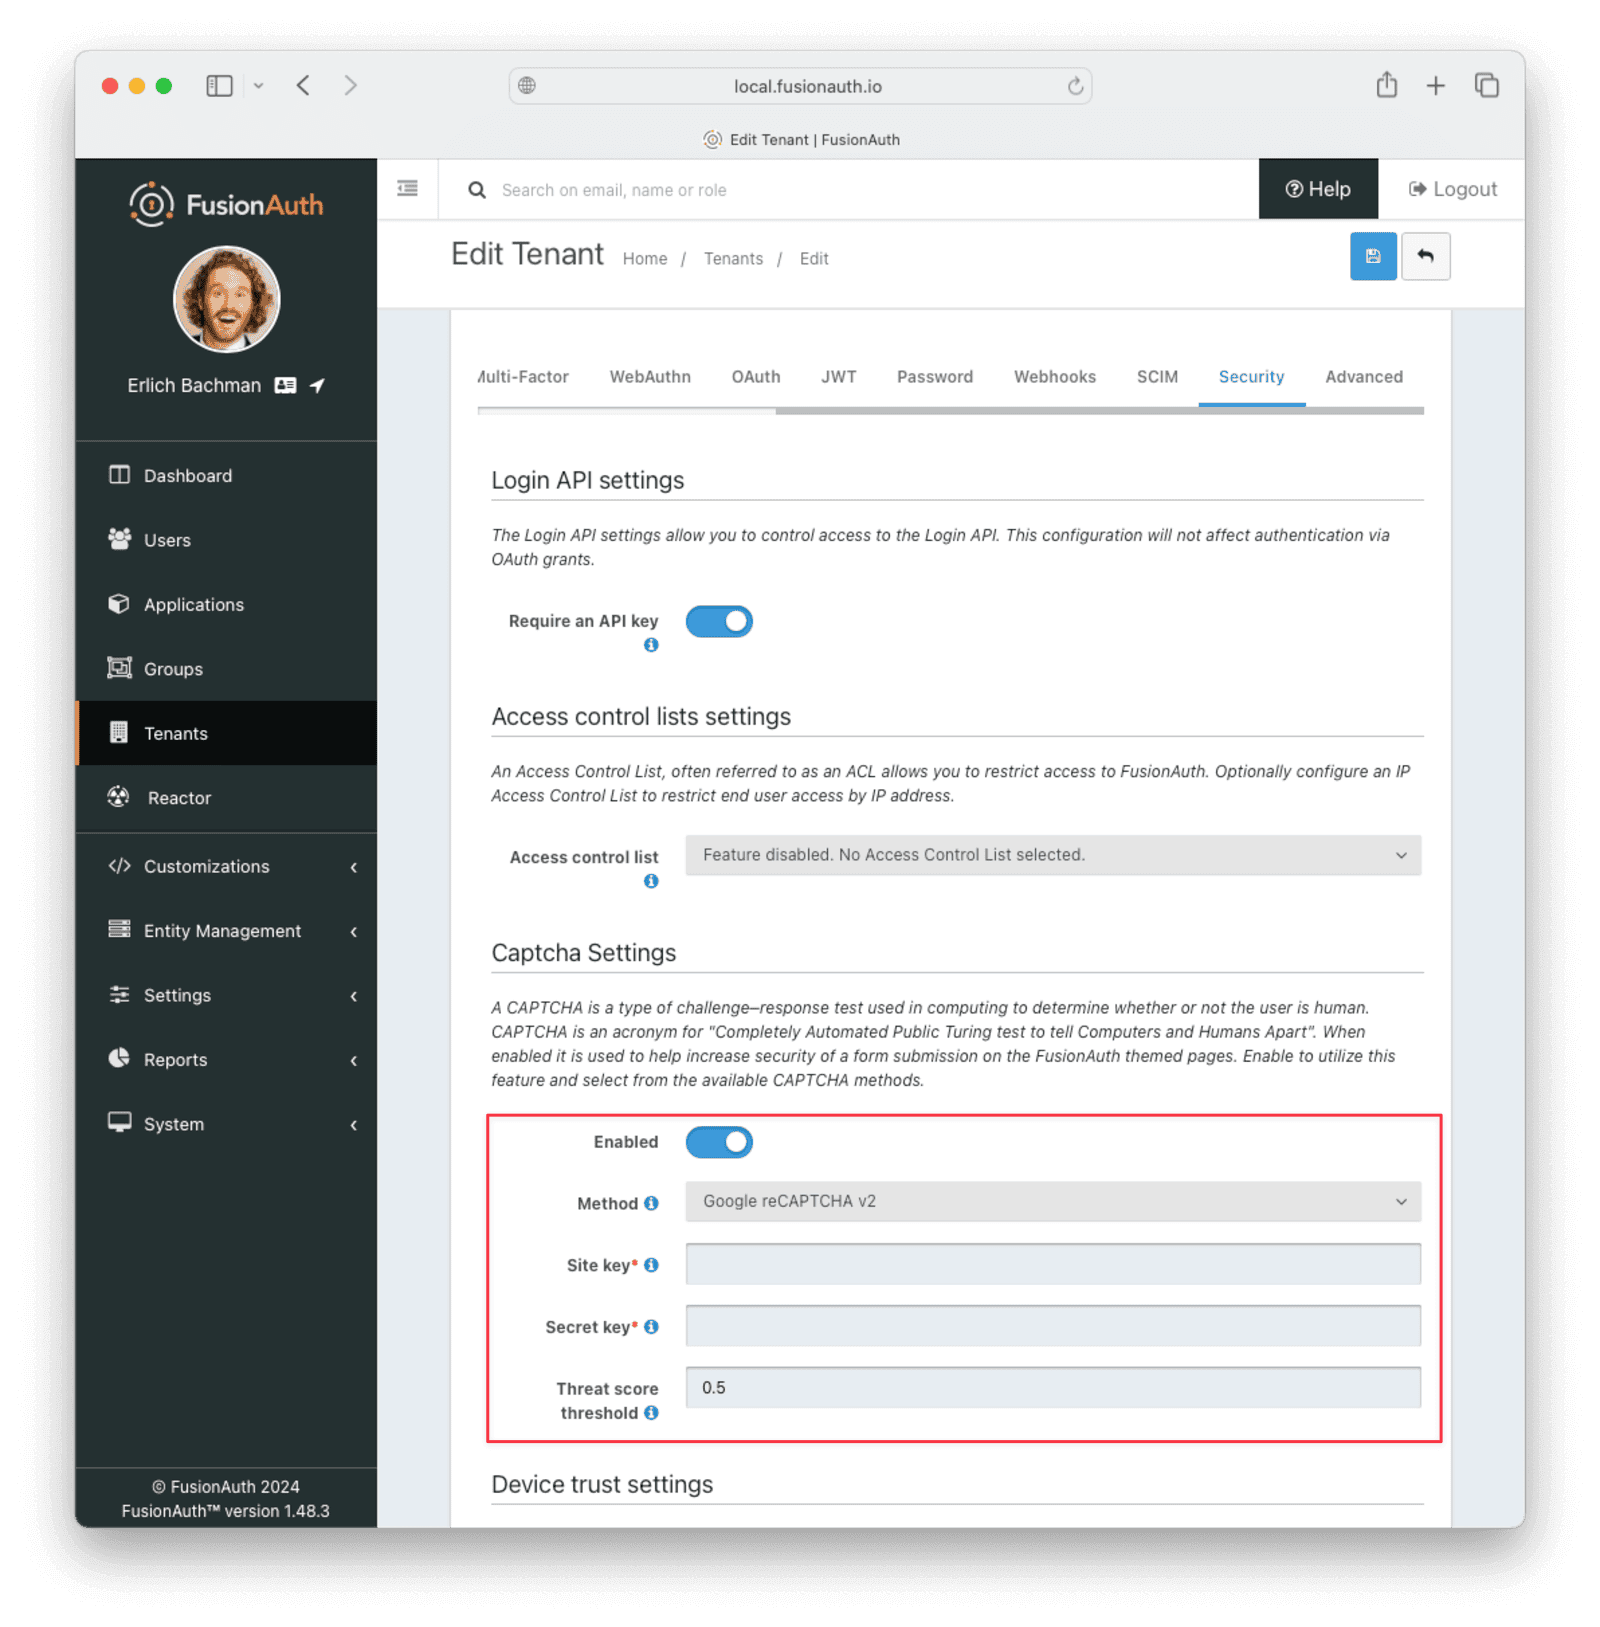 local.fusionauth.io
Edit Tenant | FusionAuth
FusionAuth
Search on email, name or role
Help
Logout
Edit Tenant Home / Tenants / Edit
Erlich Bachman
Multi-Factor WebAuthn OAuth JWT Password Webhooks SCIM Security Advanced
Dashboard
Users
Applications
Groups
Tenants
Reactor
Customizations
Entity Management
Settings
Reports
System
© FusionAuth 2024
FusionAuth™ version 1.48.3
Login API settings
The Login API settings allow you to control access to the Login API. This configuration will not affect authentication via
OAuth grants.
Require an API key
Access control lists settings
An Access Control List, often referred to as an ACL allows you to restrict access to FusionAuth. Optionally configure an IP
Access Control List to restrict end user access by IP address.
Access control list Feature disabled. No Access Control List selected.
Captcha Settings
A CAPTCHA is a type of challenge–response test used in computing to determine whether or not the user is human.
CAPTCHA is an acronym for "Completely Automated Public Turing test to tell Computers and Humans Apart". When
enabled it is used to help increase security of a form submission on the FusionAuth themed pages. Enable to utilize this
feature and select from the available CAPTCHA methods.
Enabled
Method Google reCAPTCHA v2
Site key*
Secret key*
Threat score
threshold
0.5
Device trust settings